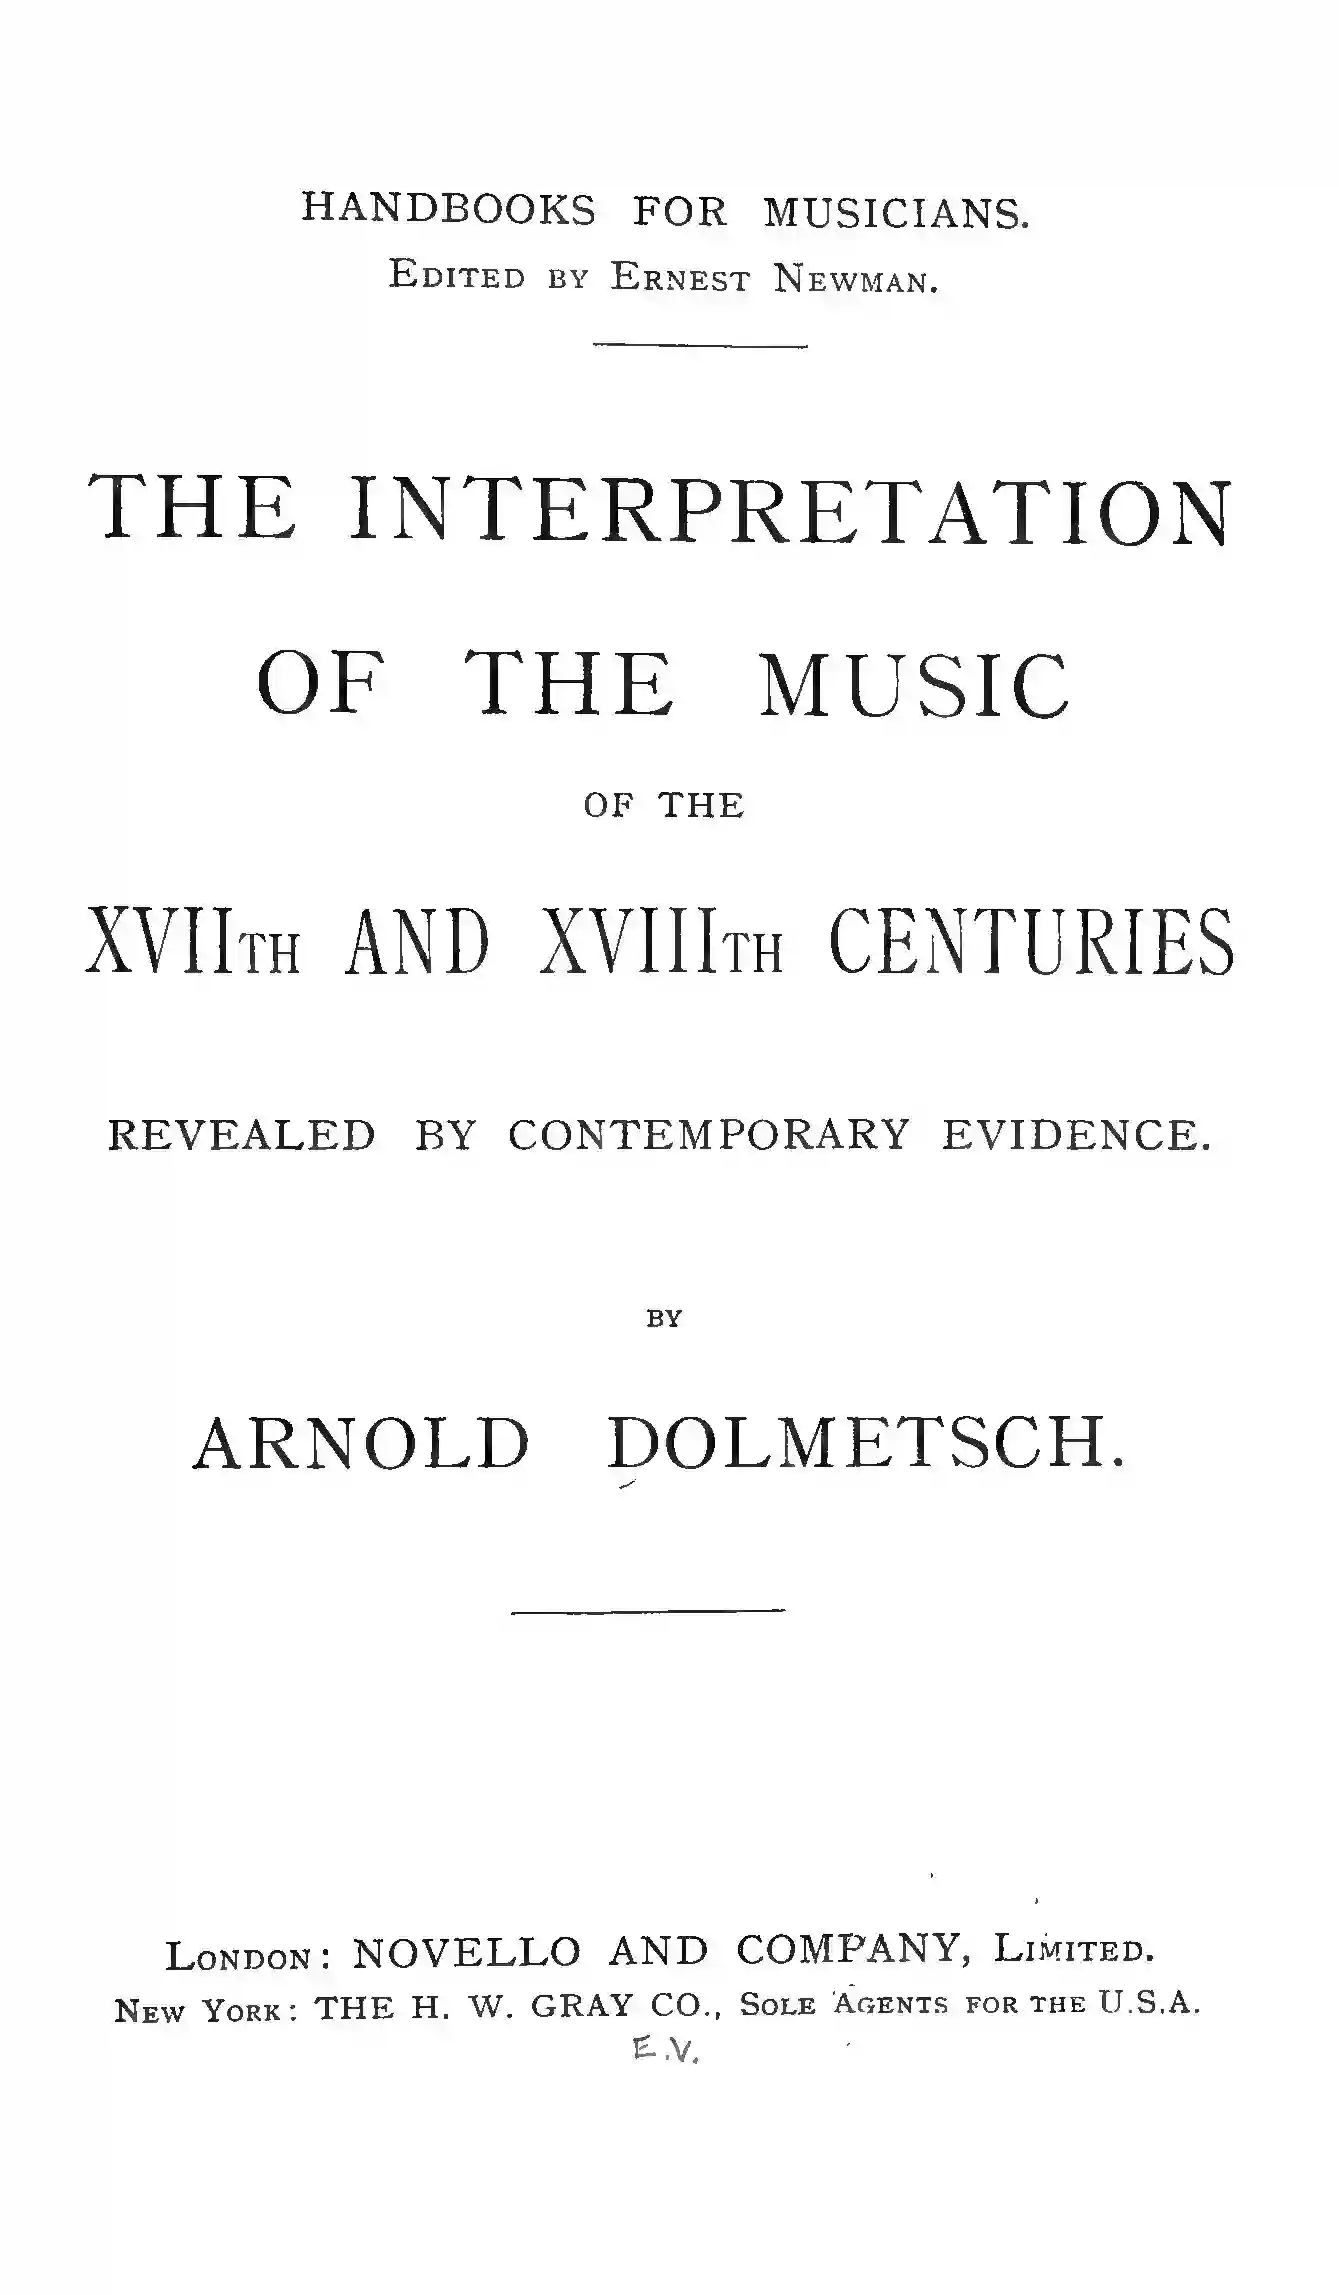 HANDBOOKS FOR MUSICIANS.
EDITED BY ERNEST NEWMAN.
THE INTERPRETATION
OF THE MUSIC
OF THE
XVIITH AND XVIIITH CENTURIES
REVEALED BY CONTEMPORARY EVIDENCE.
BY
ARNOLD DOLMETSCH.
LONDON: NOVELLO AND COMPANY, LIMITED.
NEW YORK: THE H. W. GRAY CO., SOLE AGENTS FOR THE U.S.A.
E.V.